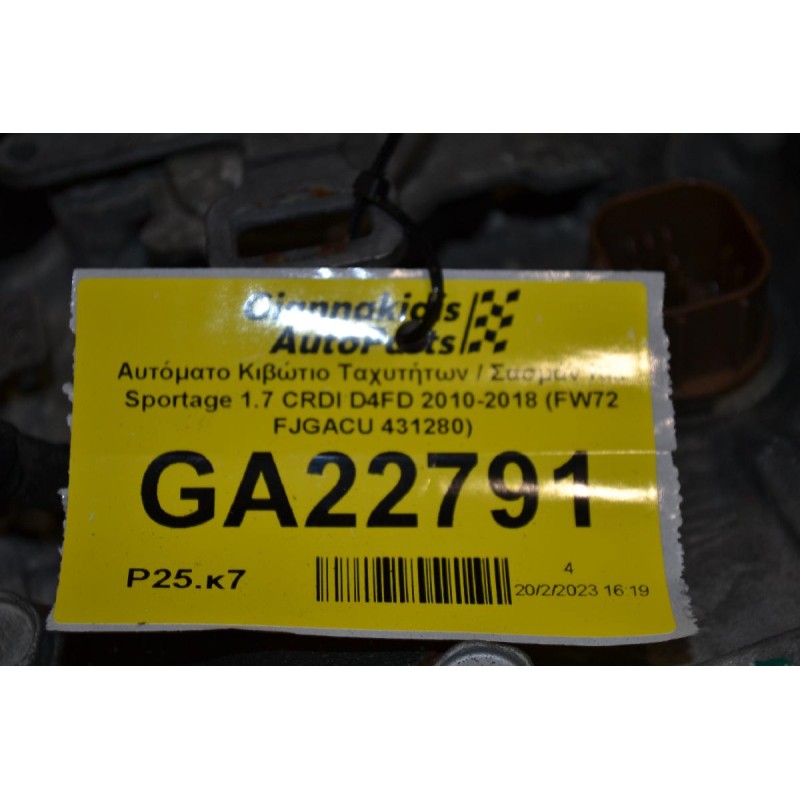 Giannakidis
AutoParts
Αυτόματο Κιβώτιο Ταχυτήτων / Σασμάν
Sportage 1.7 CRDI D4FD 2010-2018 (FW72
FJGACU 431280)
GA22791
P25.κ7
4
20/2/2023 16:19